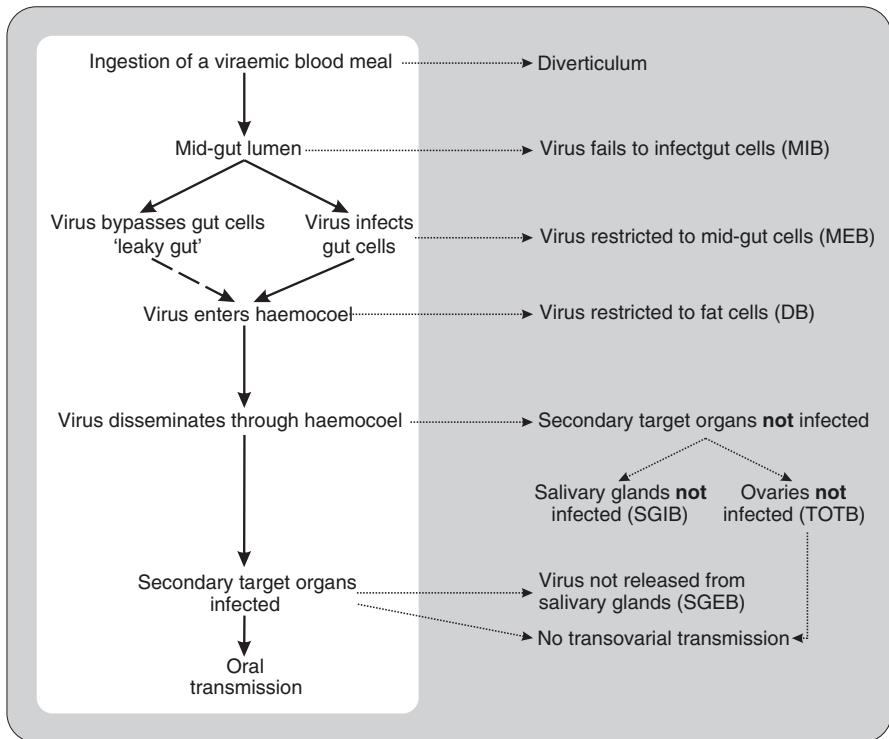 Ingestion of a viraemic blood meal
Diverticulum
Mid-gut lumen
Virus fails to infectgut cells (MIB)
Virus bypasses gut cells
‘leaky gut’
Virus infects
gut cells
Virus restricted to mid-gut cells (MEB)
Virus enters haemocoel
Virus restricted to fat cells (DB)
Virus disseminates through haemocoel
Secondary target organs not infected
Salivary glands not
infected (SGIB)
Ovaries not
infected (TOTB)
Secondary target organs
infected
Virus not released from
salivary glands (SGEB)
No transovarial transmission
Oral
transmission